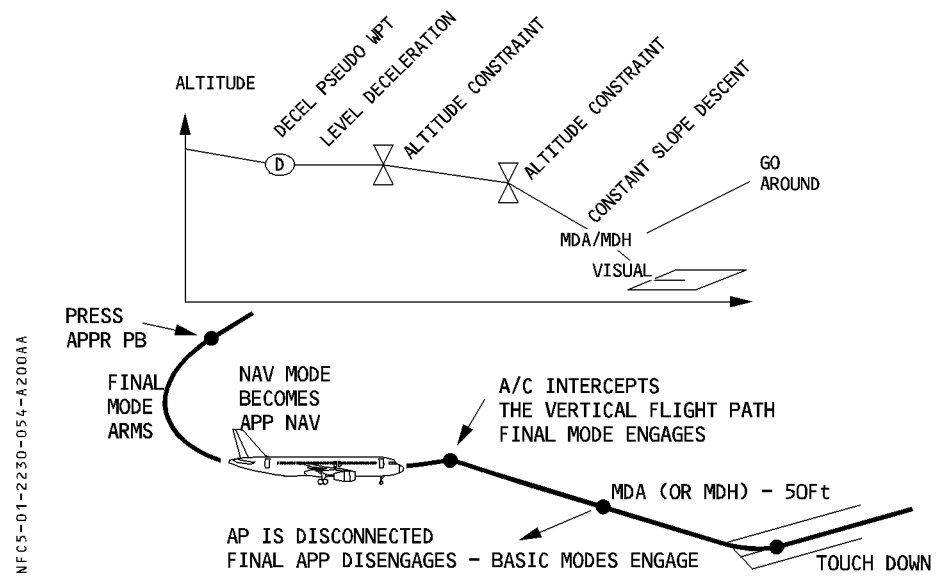 DECEL PSEUDO WPT
LEVEL DECELERATION
ALTITUDE CONSTRAINT
ALTITUDE CONSTRAINT
CONSTANT SLOPE DESCENT
ALTITUDE
D
GO
AROUND
MDA/MDH
VISUAL
PRESS
APPR PB
FINAL
MODE
ARMS
NAV MODE
BECOMES
APP NAV
A/C INTERCEPTS
THE VERTICAL FLIGHT PATH
FINAL MODE ENGAGES
MDA (OR MDH) – 50Ft
AP IS DISCONNECTED
FINAL APP DISENGAGES – BASIC MODES ENGAGE
TOUCH DOWN
NFC5-01-2230-054-A200AA